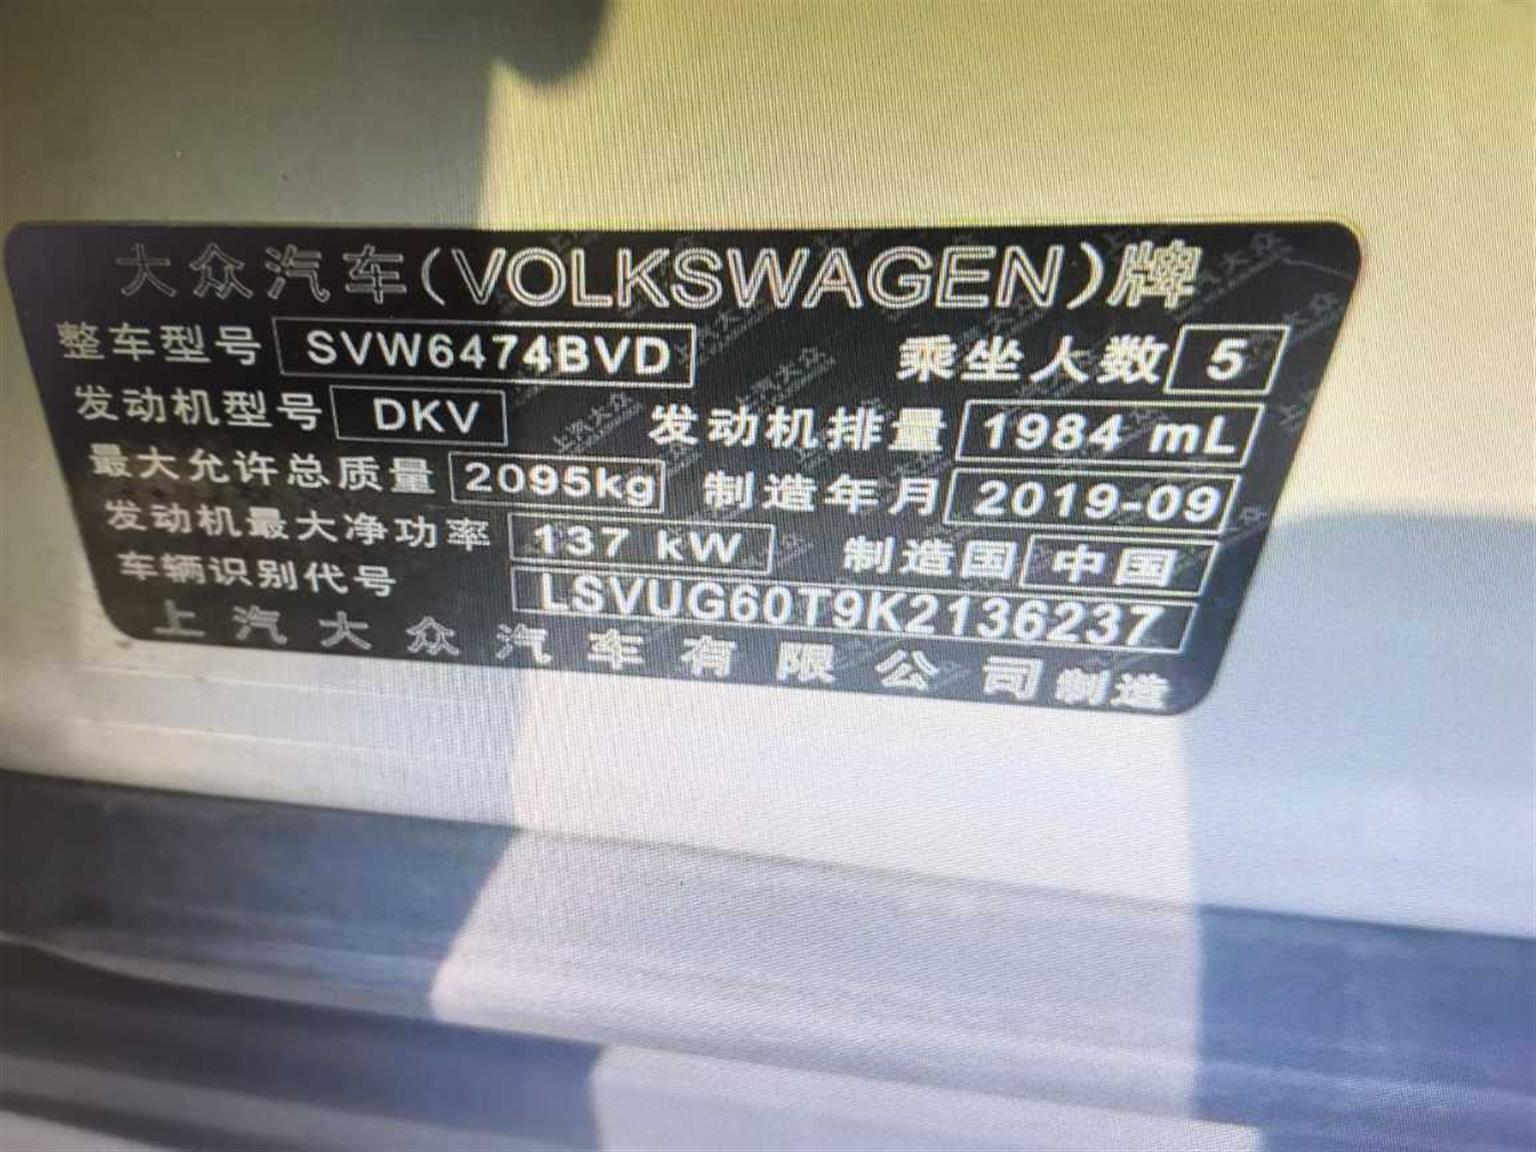 大众汽车(VOLKSWAGEN)牌
整车型号 SVW6474BVD 乘坐人数 5
发动机型号 DKV 发动机排量 1984 mL
最大允许总质量 2095kg 制造年月 2019-09
发动机最大净功率 137 kW 制造国 中国
车辆识别代号 LSVUG60T9K2136237
上汽大众汽车有限公司制造